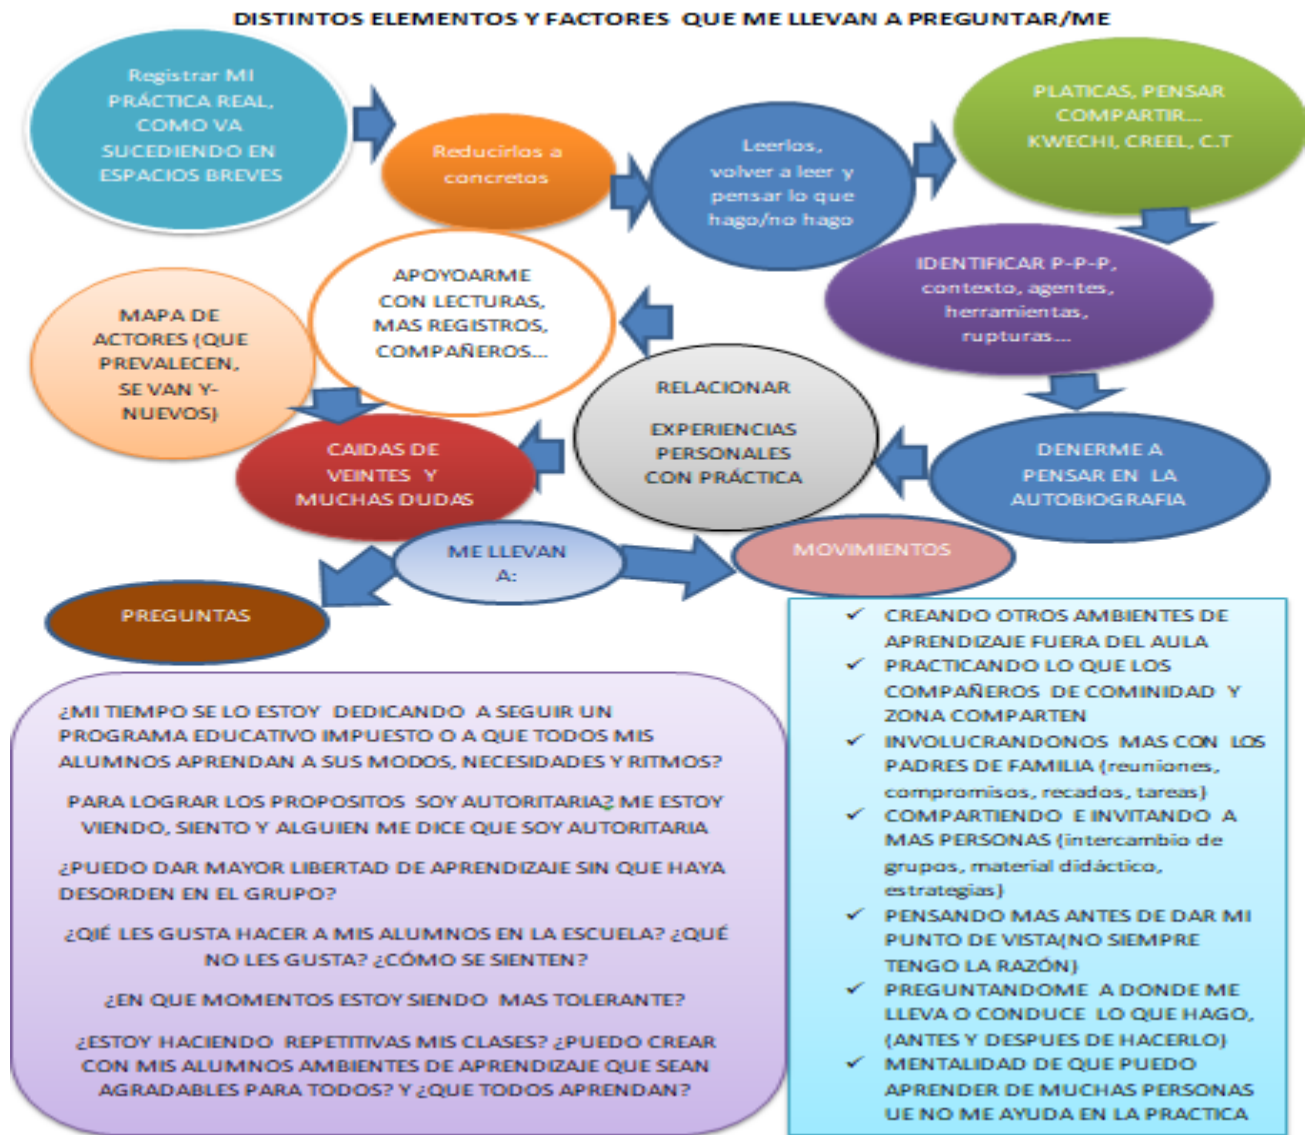 DISTINTOS ELEMENTOS Y FACTORES QUE ME LLEVAN A PREGUNTAR/ME
Registrar MI
PRÁCTICA REAL,
COMO VA
SUCEDIENDO EN
ESPACIOS BREVES
Reducirlos a
concretos
Leerlos,
volver a leer y
pensar lo que
hago/no hago
PLATICAS, PENSAR
COMPARTIR...
KWECHI, CREEL, C.T
IDENTIFICAR P-P-P,
contexto, agentes,
herramientas,
rupturas...
DENERME A
PENSAR EN LA
AUTOBIOGRAFIA
RELACIONAR
EXPERIENCIAS
PERSONALES
CON PRÁCTICA
APOYOARME
CON LECTURAS,
MAS REGISTROS,
COMPAÑEROS...
MAPA DE
ACTORES (QUE
PREVALECEN,
SE VAN Y-
NUEVOS)
CAIDAS DE
VEINTES Y
MUCHAS DUDAS
ME LLEVAN
A:
PREGUNTAS
MOVIMIENTOS
¿MI TIEMPO SE LO ESTOY DEDICANDO A SEGUIR UN
PROGRAMA EDUCATIVO IMPUESTO O A QUE TODOS MIS
ALUMNOS APRENDAN A SUS MODOS, NECESIDADES Y RITMOS?
PARA LOGRAR LOS PROPOSITOS SOY AUTORITARIA? ME ESTOY
VIENDO, SIENTO Y ALGUIEN ME DICE QUE SOY AUTORITARIA
¿PUEDO DAR MAYOR LIBERTAD DE APRENDIZAJE SIN QUE HAYA
DESORDEN EN EL GRUPO?
¿QIÉ LES GUSTA HACER A MIS ALUMNOS EN LA ESCUELA? ¿QUÉ
NO LES GUSTA? ¿CÓMO SE SIENTEN?
¿EN QUE MOMENTOS ESTOY SIENDO MAS TOLERANTE?
¿ESTOY HACIENDO REPETITIVAS MIS CLASES? ¿PUEDO CREAR
CON MIS ALUMNOS AMBIENTES DE APRENDIZAJE QUE SEAN
AGRADABLES PARA TODOS? Y ¿QUE TODOS APRENDAN?
✓ CREANDO OTROS AMBIENTES DE
APRENDIZAJE FUERA DEL AULA
✓ PRACTICANDO LO QUE LOS
COMPAÑEROS DE COMINIDAD Y
ZONA COMPARTEN
✓ INVOLUCRANDONOS MAS CON LOS
PADRES DE FAMILIA (reuniones,
compromisos, recados, tareas)
✓ COMPARTIENDO E INVITANDO A
MAS PERSONAS (intercambio de
grupos, material didáctico,
estrategias)
✓ PENSANDO MAS ANTES DE DAR MI
PUNTO DE VISTA(NO SIEMPRE
TENGO LA RAZÓN)
✓ PREGUNTANDOME A DONDE ME
LLEVA O CONDUCE LO QUE HAGO,
(ANTES Y DESPUES DE HACERLO)
✓ MENTALIDAD DE QUE PUEDO
APRENDER DE MUCHAS PERSONAS
UE NO ME AYUDA EN LA PRACTICA